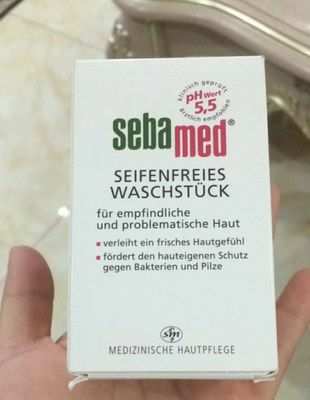 klinisch geprüft
pH Wert
5,5
ärztlich empfohlen
sebamed®
SEIFENFREIES
WASCHSTÜCK
für empfindliche
und problematische Haut
verleiht ein frisches Hautgefühl
fördert den hauteigenen Schutz
gegen Bakterien und Pilze
sm
MEDIZINISCHE HAUTPFLEGE